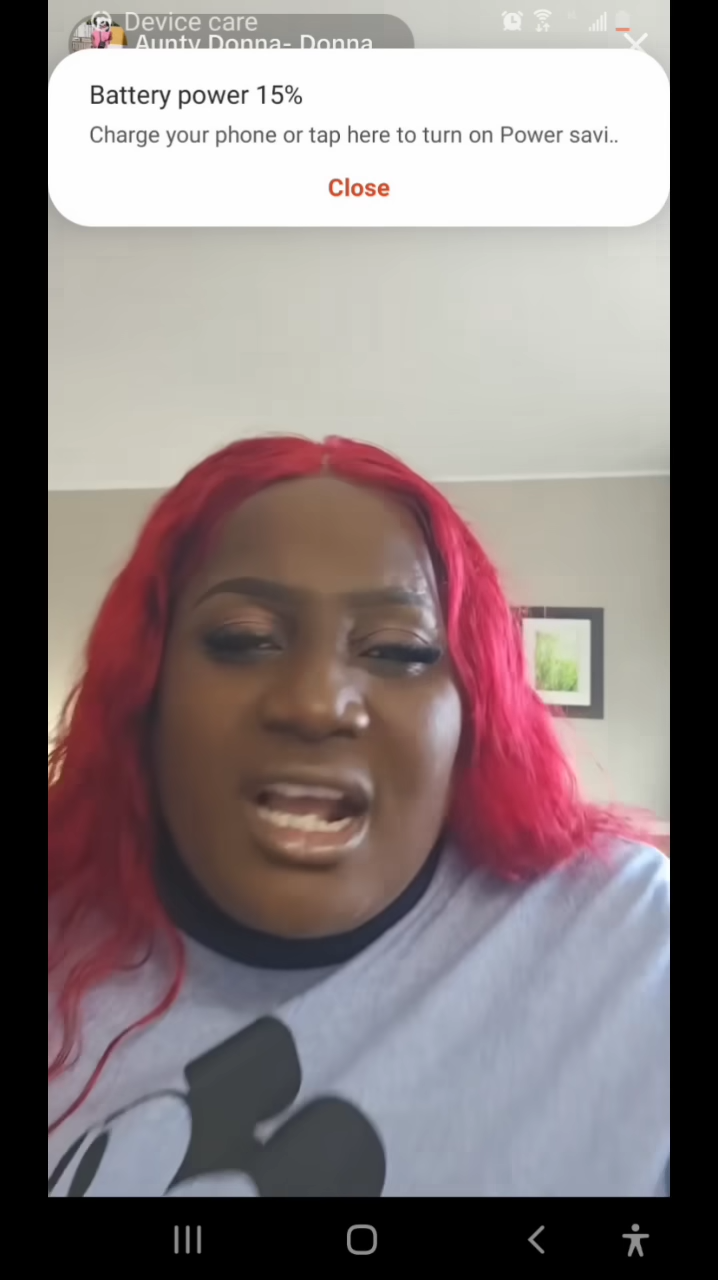 Device care
Aunty Donna- Donna
Battery power 15%
Charge your phone or tap here to turn on Power savi..
Close